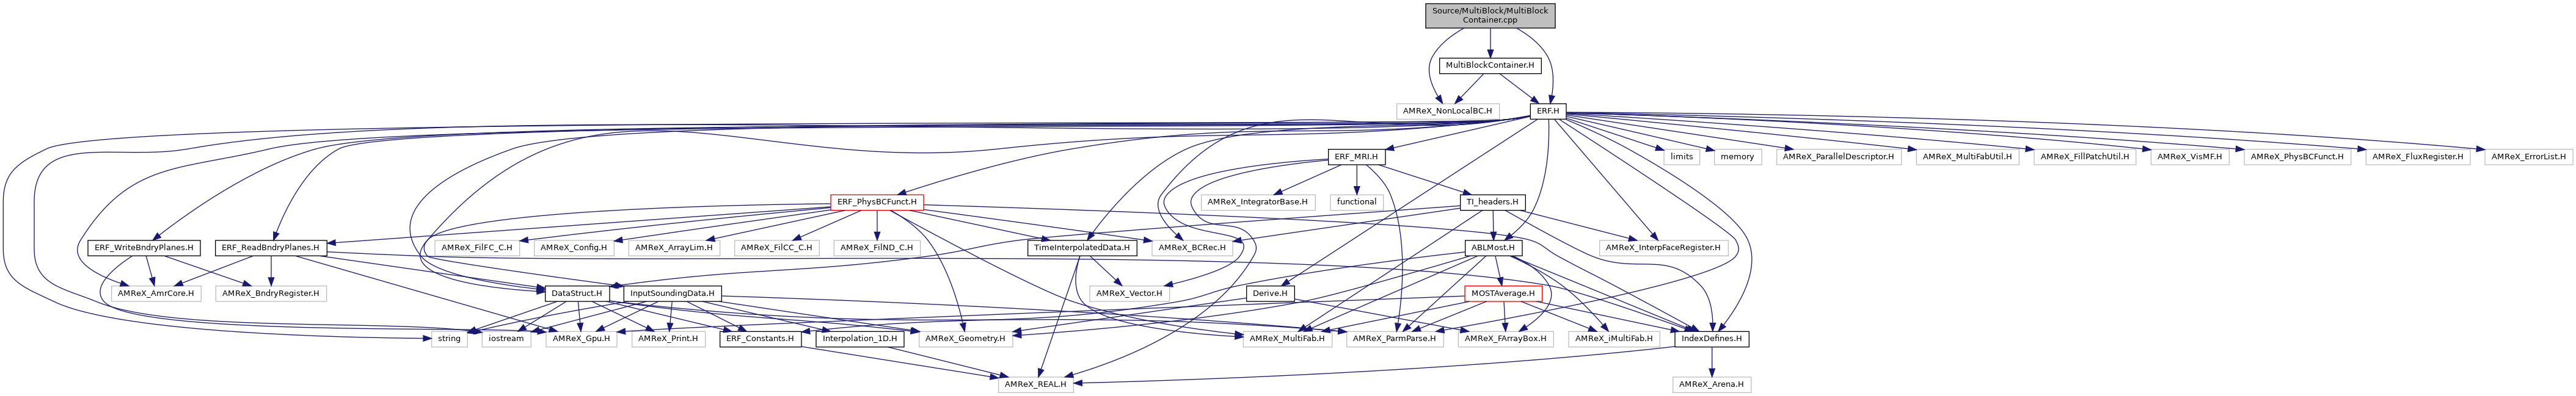 Source/MultiBlock/MultiBlock
Container.cpp
MultiBlockContainer.H
AMReX_NonLocalBC.H
ERF.H
ERF_MRI.H
limits
memory
AMReX_ParallelDescriptor.H
AMReX_MultiFabUtil.H
AMReX_FillPatchUtil.H
AMReX_VisMF.H
AMReX_PhysBCFunct.H
AMReX_FluxRegister.H
AMReX_ErrorList.H
ERF_PhysBCFunct.H
AMReX_IntegratorBase.H
functional
TI_headers.H
ERF_WriteBndryPlanes.H
ERF_ReadBndryPlanes.H
AMReX_FilFC_C.H
AMReX_Config.H
AMReX_ArrayLim.H
AMReX_FilCC_C.H
AMReX_FilND_C.H
TimeInterpolatedData.H
AMReX_BCRec.H
ABLMost.H
AMReX_InterpFaceRegister.H
AMReX_AmrCore.H
AMReX_BndryRegister.H
DataStruct.H
InputSoundingData.H
AMReX_Vector.H
Derive.H
MOSTAverage.H
string
iostream
AMReX_Gpu.H
AMReX_Print.H
ERF_Constants.H
Interpolation_1D.H
AMReX_Geometry.H
AMReX_MultiFab.H
AMReX_ParmParse.H
AMReX_FArrayBox.H
AMReX_iMultiFab.H
IndexDefines.H
AMReX_REAL.H
AMReX_Arena.H